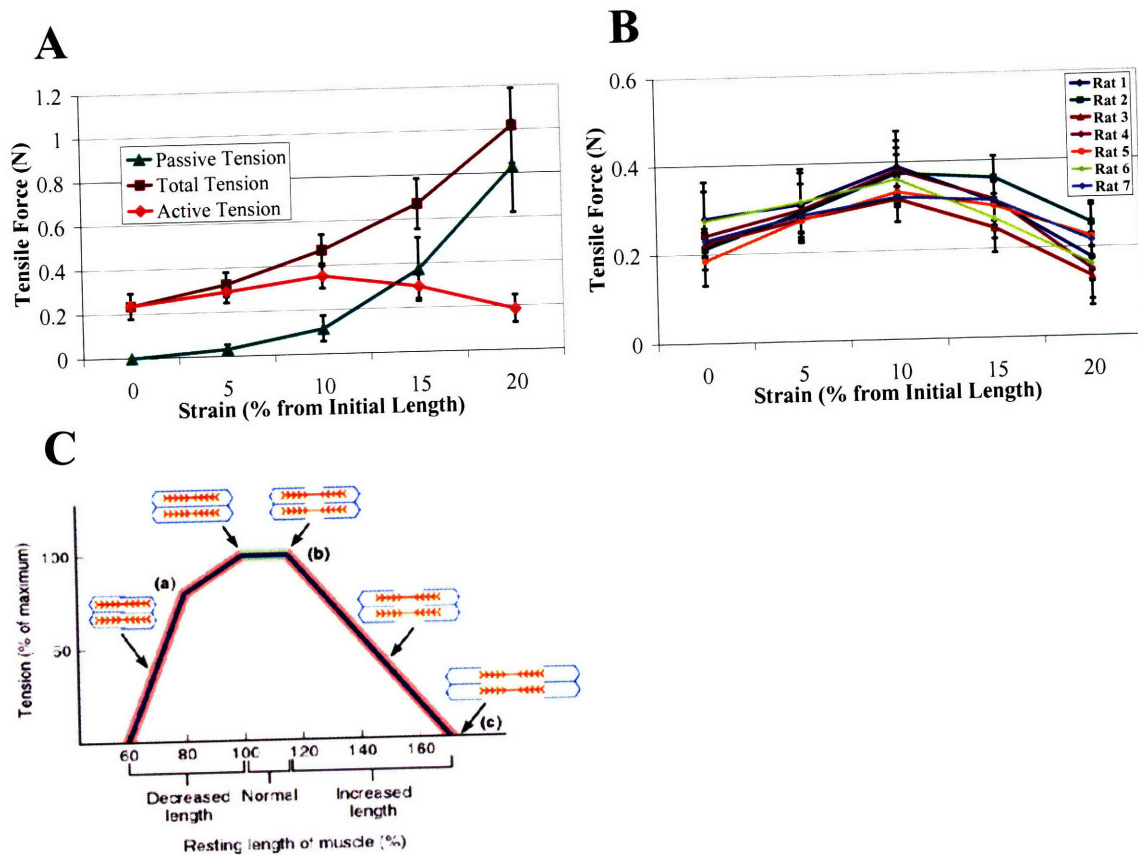 A
Tensile Force (N)
1.2
1
0.8
0.6
0.4
0.2
0
Passive Tension
Total Tension
Active Tension
0 5 10 15 20
Strain (% from Initial Length)
B
Tensile Force (N)
0.6
0.4
0.2
0
Rat 1
Rat 2
Rat 3
Rat 4
Rat 5
Rat 6
Rat 7
0 5 10 15 20
Strain (% from Initial Length)
C
Tension (% of maximum)
100
50
(a)
(b)
(c)
60 80 100 120 140 160
Decreased length
Normal
Increased length
Resting length of muscle (%)